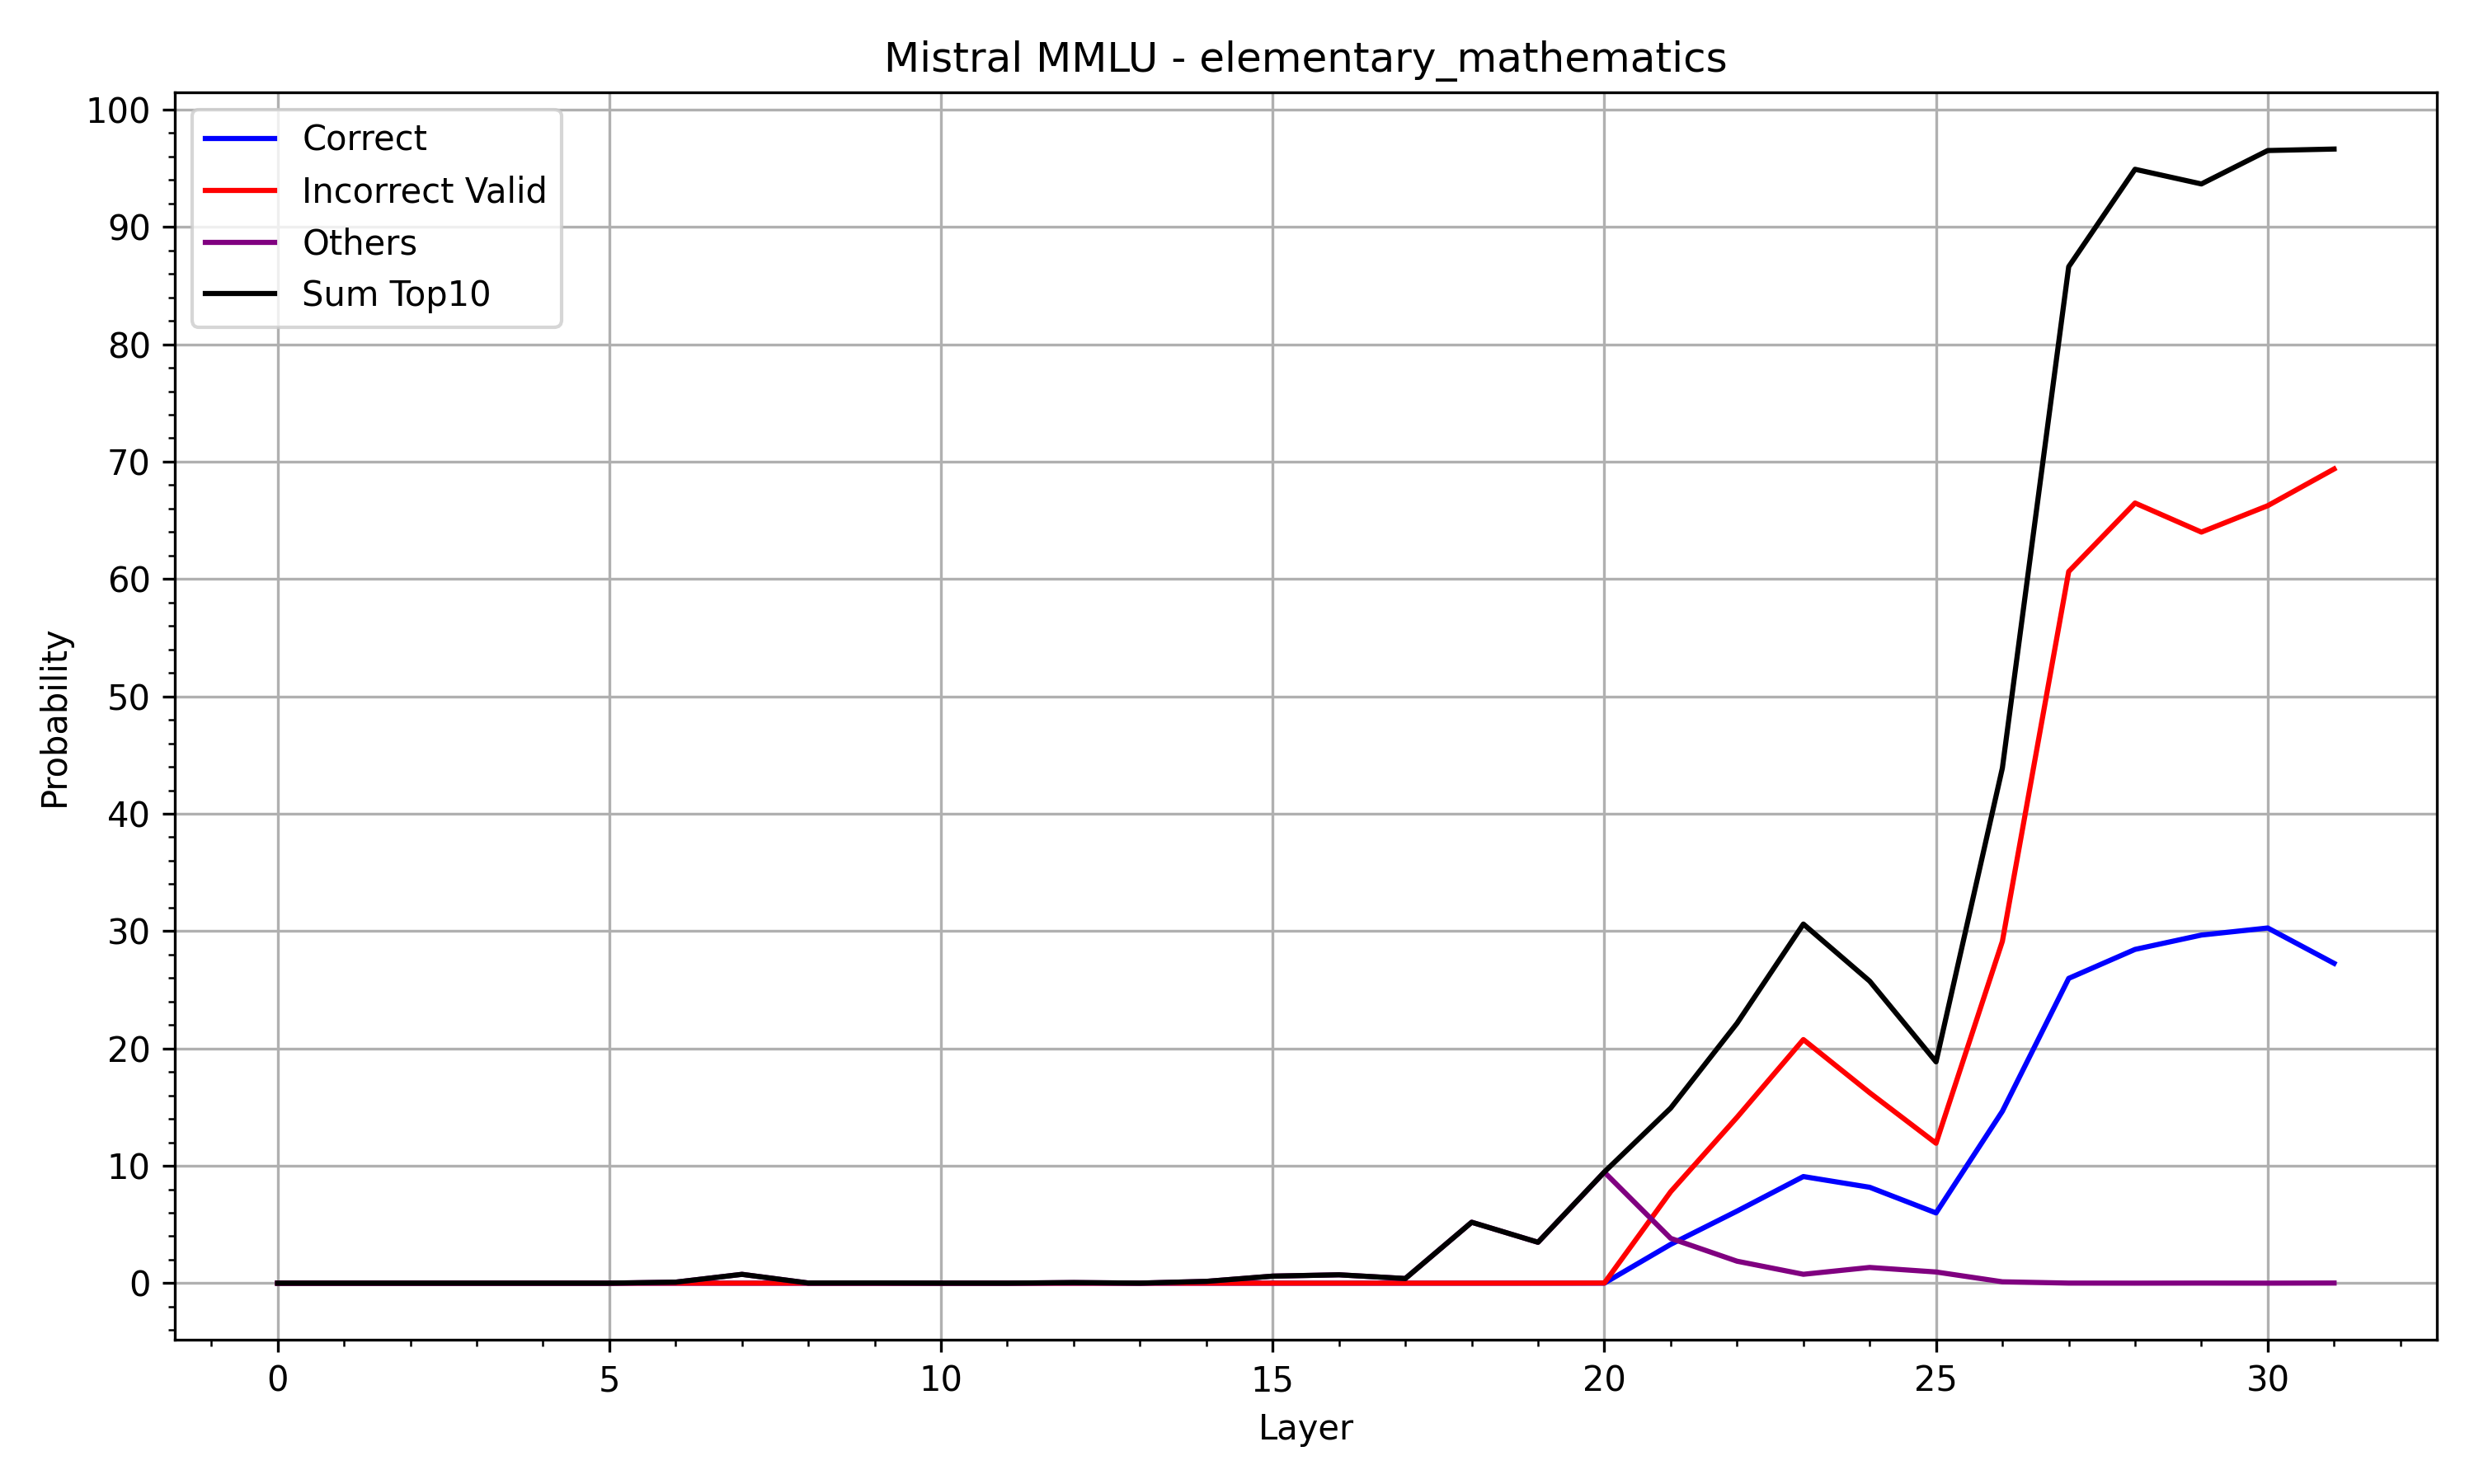 Mistral MMLU - elementary_mathematics
Correct
Incorrect Valid
Others
Sum Top10
100
90
80
70
60
50
40
30
20
10
0
Probability
0 5 10 15 20 25 30
Layer